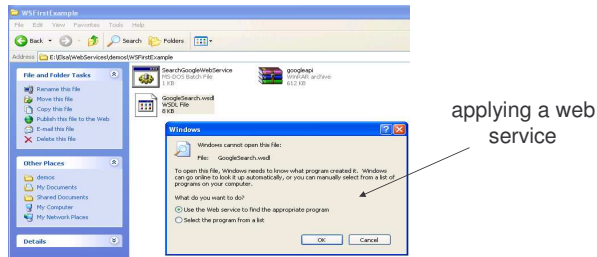 WSFirstExample
File Edit View Favorites Tools Help
Back Search Folders
Address E:\Elsa\WebServices\demos\WSFirstExample
File and Folder Tasks
Rename this file
Move this file
Copy this file
Publish this file to the Web
E-mail this file
Delete this file
Other Places
demos
My Documents
Shared Documents
My Computer
My Network Places
Details
SearchGoogleWebService
MS-DOS Batch File
1 KB
googleapi
WinRAR archive
612 KB
GoogleSearch.wsdl
WSDL File
8 KB
Windows
Windows cannot open this file:
File: GoogleSearch.wsdl
To open this file, Windows needs to know what program created it. Windows
can go online to look it up automatically, or you can manually select from a list of
programs on your computer.
What do you want to do?
Use the Web service to find the appropriate program
Select the program from a list
OK Cancel
applying a web
service